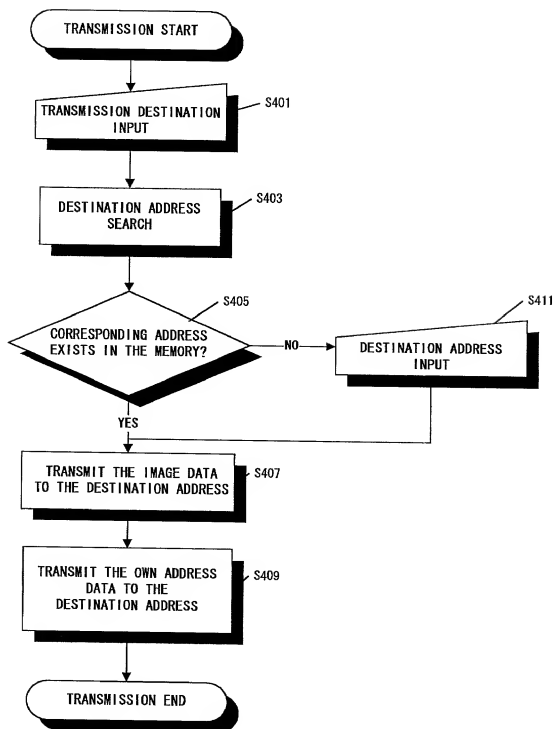 TRANSMISSION START
TRANSMISSION DESTINATION
INPUT
S401
DESTINATION ADDRESS
SEARCH
S403
CORRESPONDING ADDRESS
EXISTS IN THE MEMORY?
S405
NO
DESTINATION ADDRESS
INPUT
S411
YES
TRANSMIT THE IMAGE DATA
TO THE DESTINATION ADDRESS
S407
TRANSMIT THE OWN ADDRESS
DATA TO THE
DESTINATION ADDRESS
S409
TRANSMISSION END